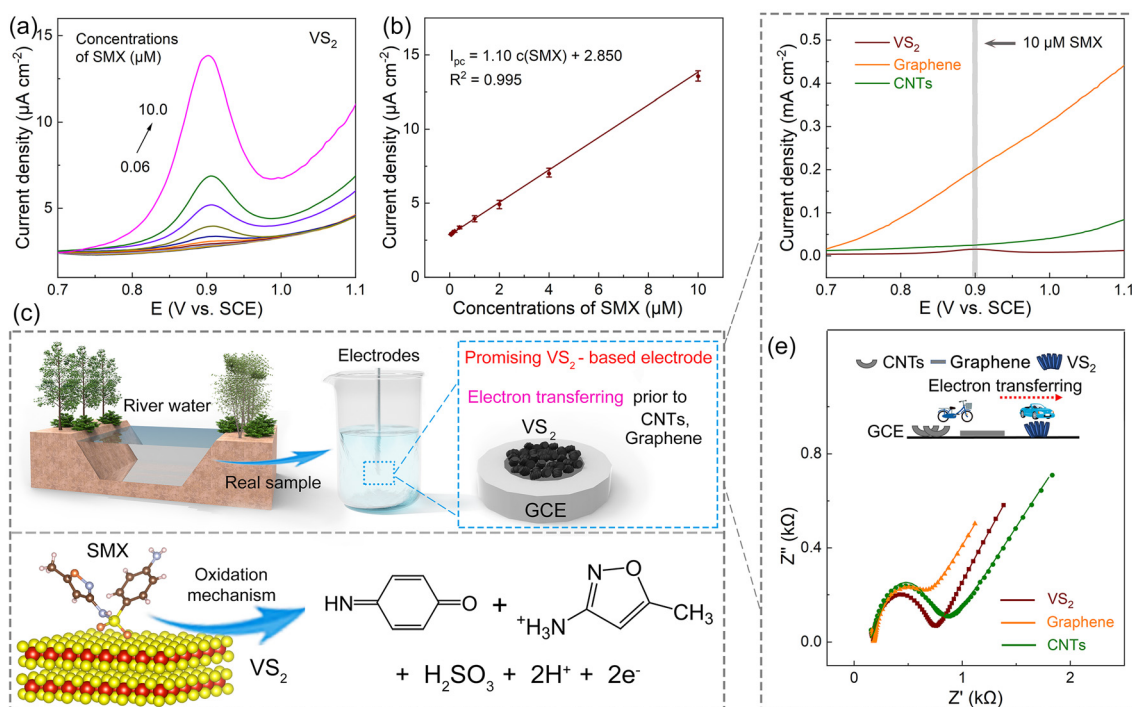 (a)
Concentrations
of SMX (µM)
VS₂
10.0
0.06
Current density (µA cm⁻²)
15
10
5
0.7
0.8
0.9
1.0
1.1
E (V vs. SCE)
(b)
Iₚc = 1.10 c(SMX) + 2.850
R² = 0.995
Current density (µA cm⁻²)
15
10
5
0
0
2
4
6
8
10
Concentrations of SMX (µM)
VS₂
Graphene
CNTs
10 µM SMX
Current density (mA cm⁻²)
0.5
0.4
0.3
0.2
0.1
0.0
0.7
0.8
0.9
1.0
1.1
E (V vs. SCE)
(c)
River water
Real sample
Electrodes
Promising VS₂ - based electrode
Electron transferring prior to
CNTs,
Graphene
VS₂
GCE
SMX
Oxidation
mechanism
VS₂
HN
O
+
N
O
⁺H3N
CH₃
+ H₂SO₃ + 2H⁺ + 2e⁻
(e)
CNTs
Graphene
VS₂
Electron transferring
GCE
Z'' (kΩ)
1.2
0.8
0.4
0.0
VS₂
Graphene
CNTs
0
1
2
Z' (kΩ)